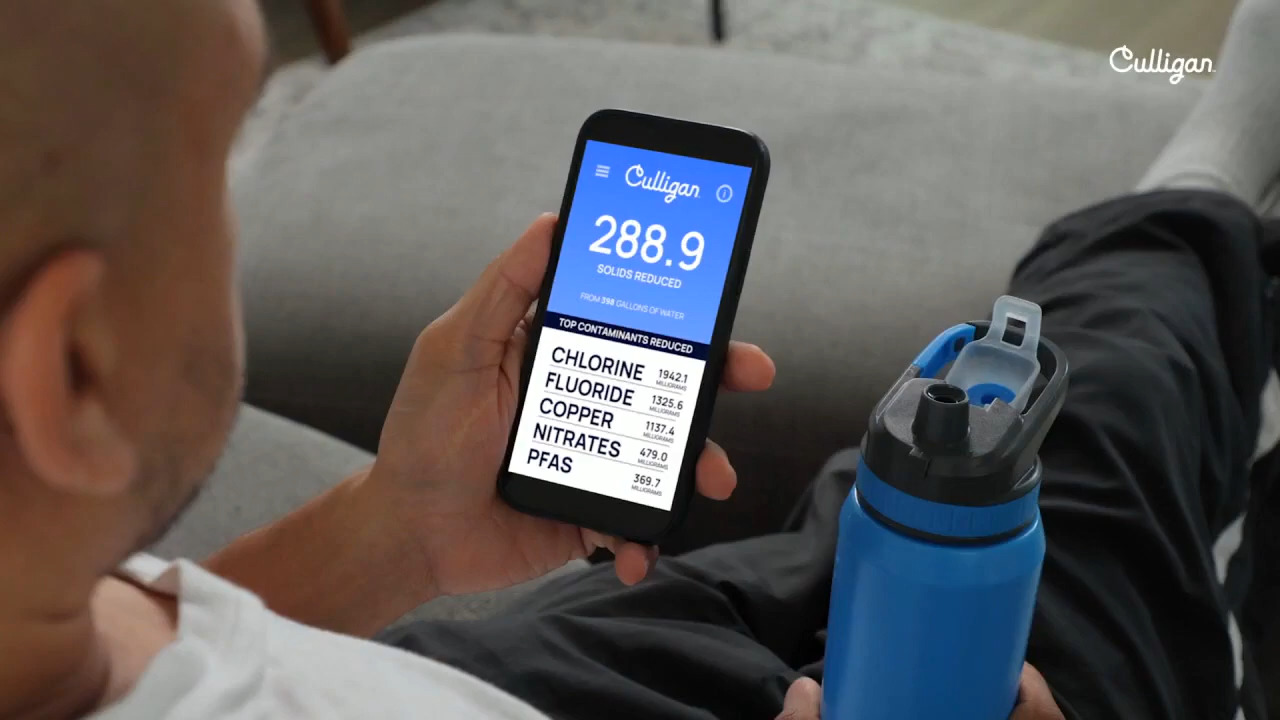 Culligan
Culligan
288.9
SOLIDS REDUCED
FROM 398 GALLONS OF WATER
TOP CONTAMINANTS REDUCED
CHLORINE 1942.1 MILLIGRAMS
FLUORIDE 1325.6 MILLIGRAMS
COPPER 1137.4 MILLIGRAMS
NITRATES 479.0 MILLIGRAMS
PFAS 369.7 MILLIGRAMS